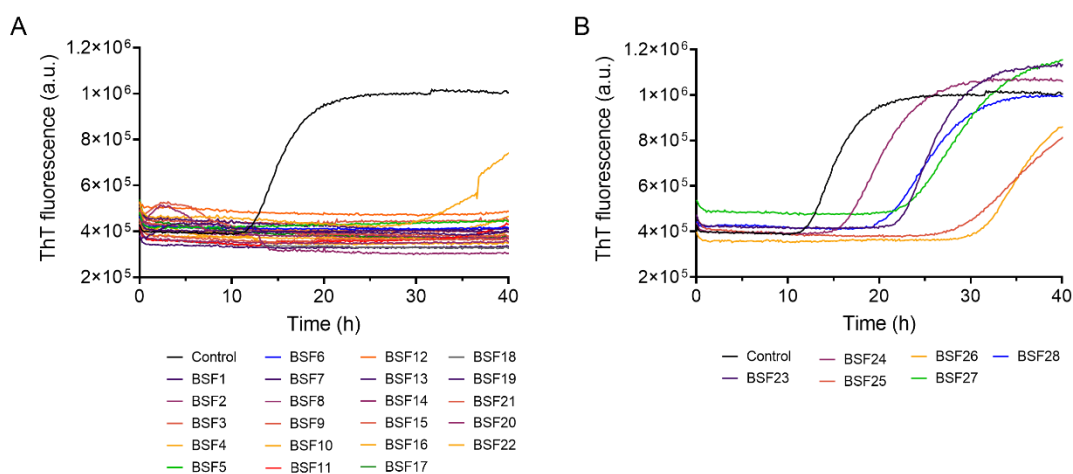 A
ThT fluorescence (a.u.)
1.2×10⁶
1×10⁶
8×10⁵
6×10⁵
4×10⁵
2×10⁵
0 10 20 30 40
Time (h)
Control BSF6 BSF12 BSF18
BSF1 BSF7 BSF13 BSF19
BSF2 BSF8 BSF14 BSF21
BSF3 BSF9 BSF15 BSF20
BSF4 BSF10 BSF16 BSF22
BSF5 BSF11 BSF17
B
ThT fluorescence (a.u.)
1.2×10⁶
1×10⁶
8×10⁵
6×10⁵
4×10⁵
2×10⁵
0 10 20 30 40
Time (h)
Control BSF24 BSF26 BSF28
BSF23 BSF25 BSF27